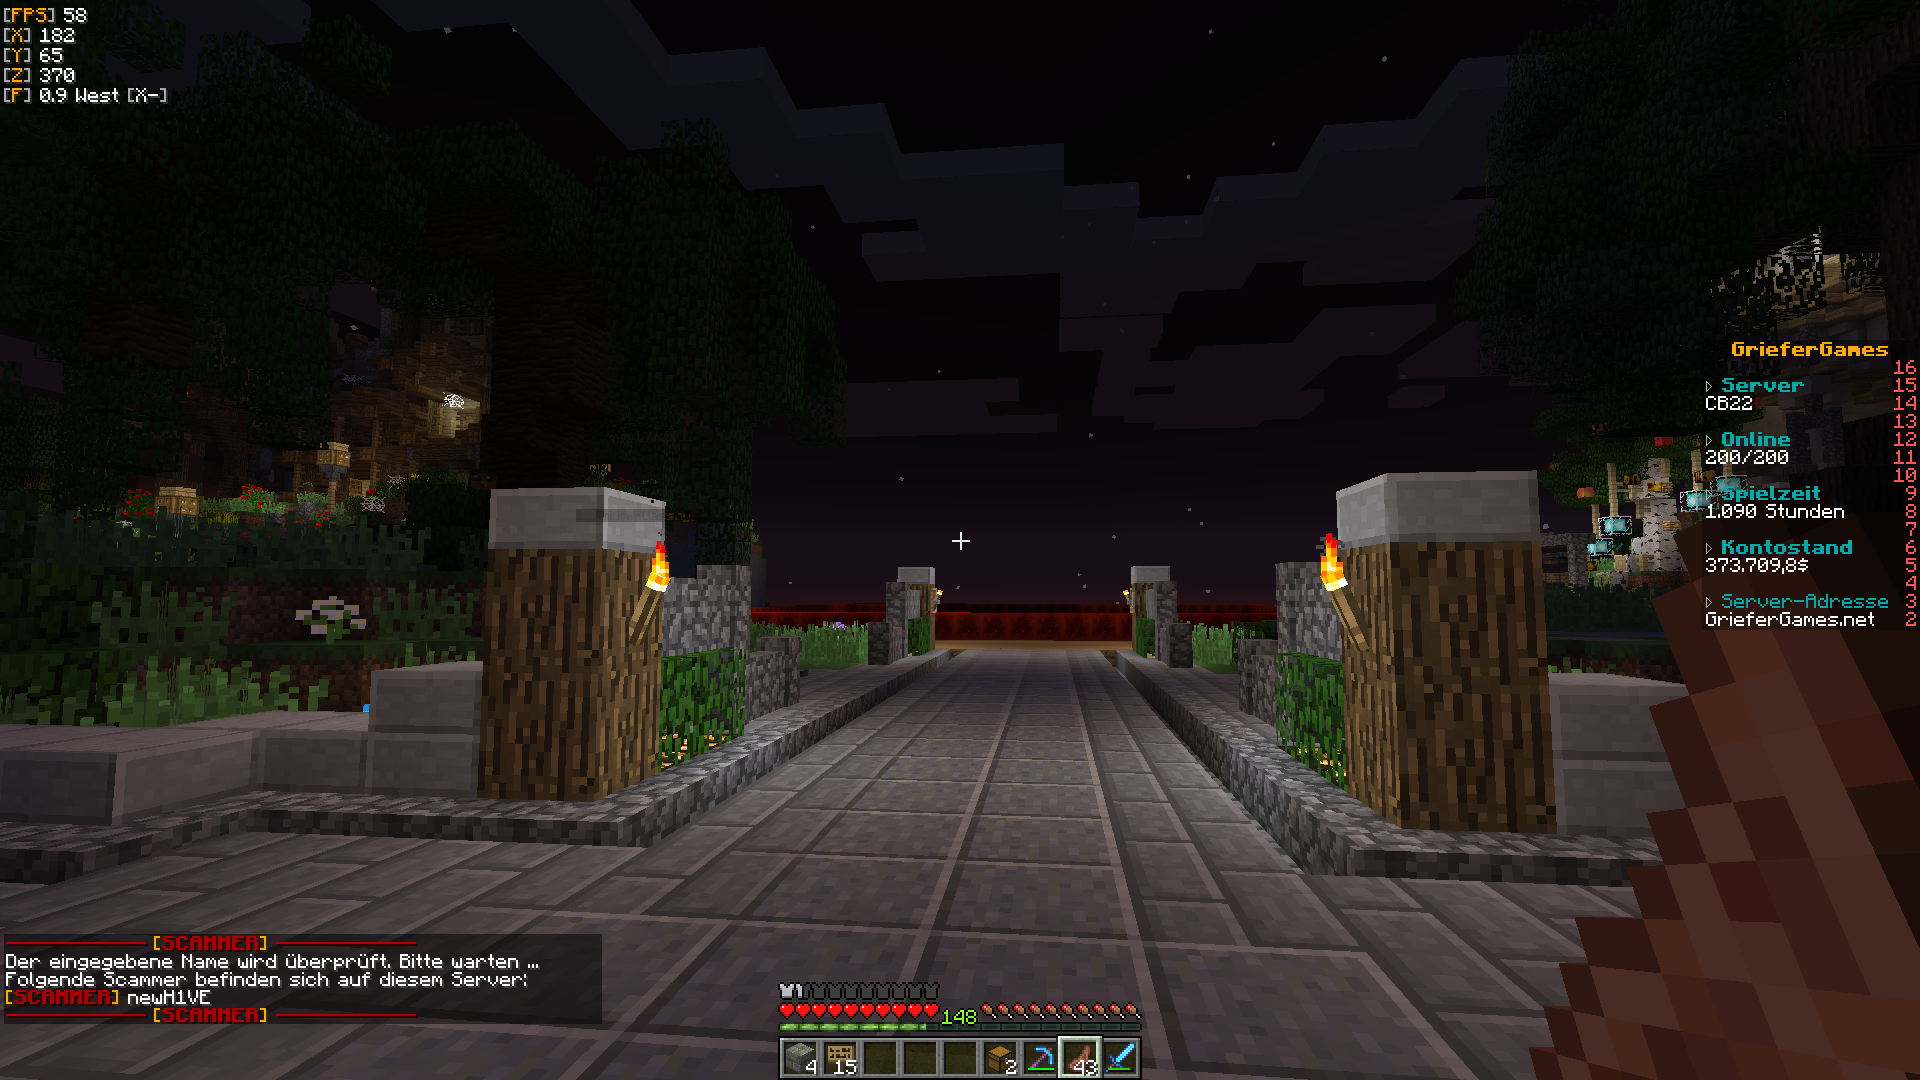 [FPS] 58
[X] 182
[Y] 65
[Z] 370
[F] 0.9 West [X-]
GrieferGames
16
▹ Server 15
CB22 14
13
▹ Online 12
200/200 11
10
▹ Spielzeit 9
1.090 Stunden 8
7
▹ Kontostand 6
373.709,8$ 5
4
▹ Server-Adresse 3
GrieferGames.net 2
[SCAMMER]
Der eingegebene Name wird überprüft. Bitte warten ...
Folgende Scammer befinden sich auf diesem Server:
[SCAMMER] newH1VE
[SCAMMER]
148
4 15 2 43